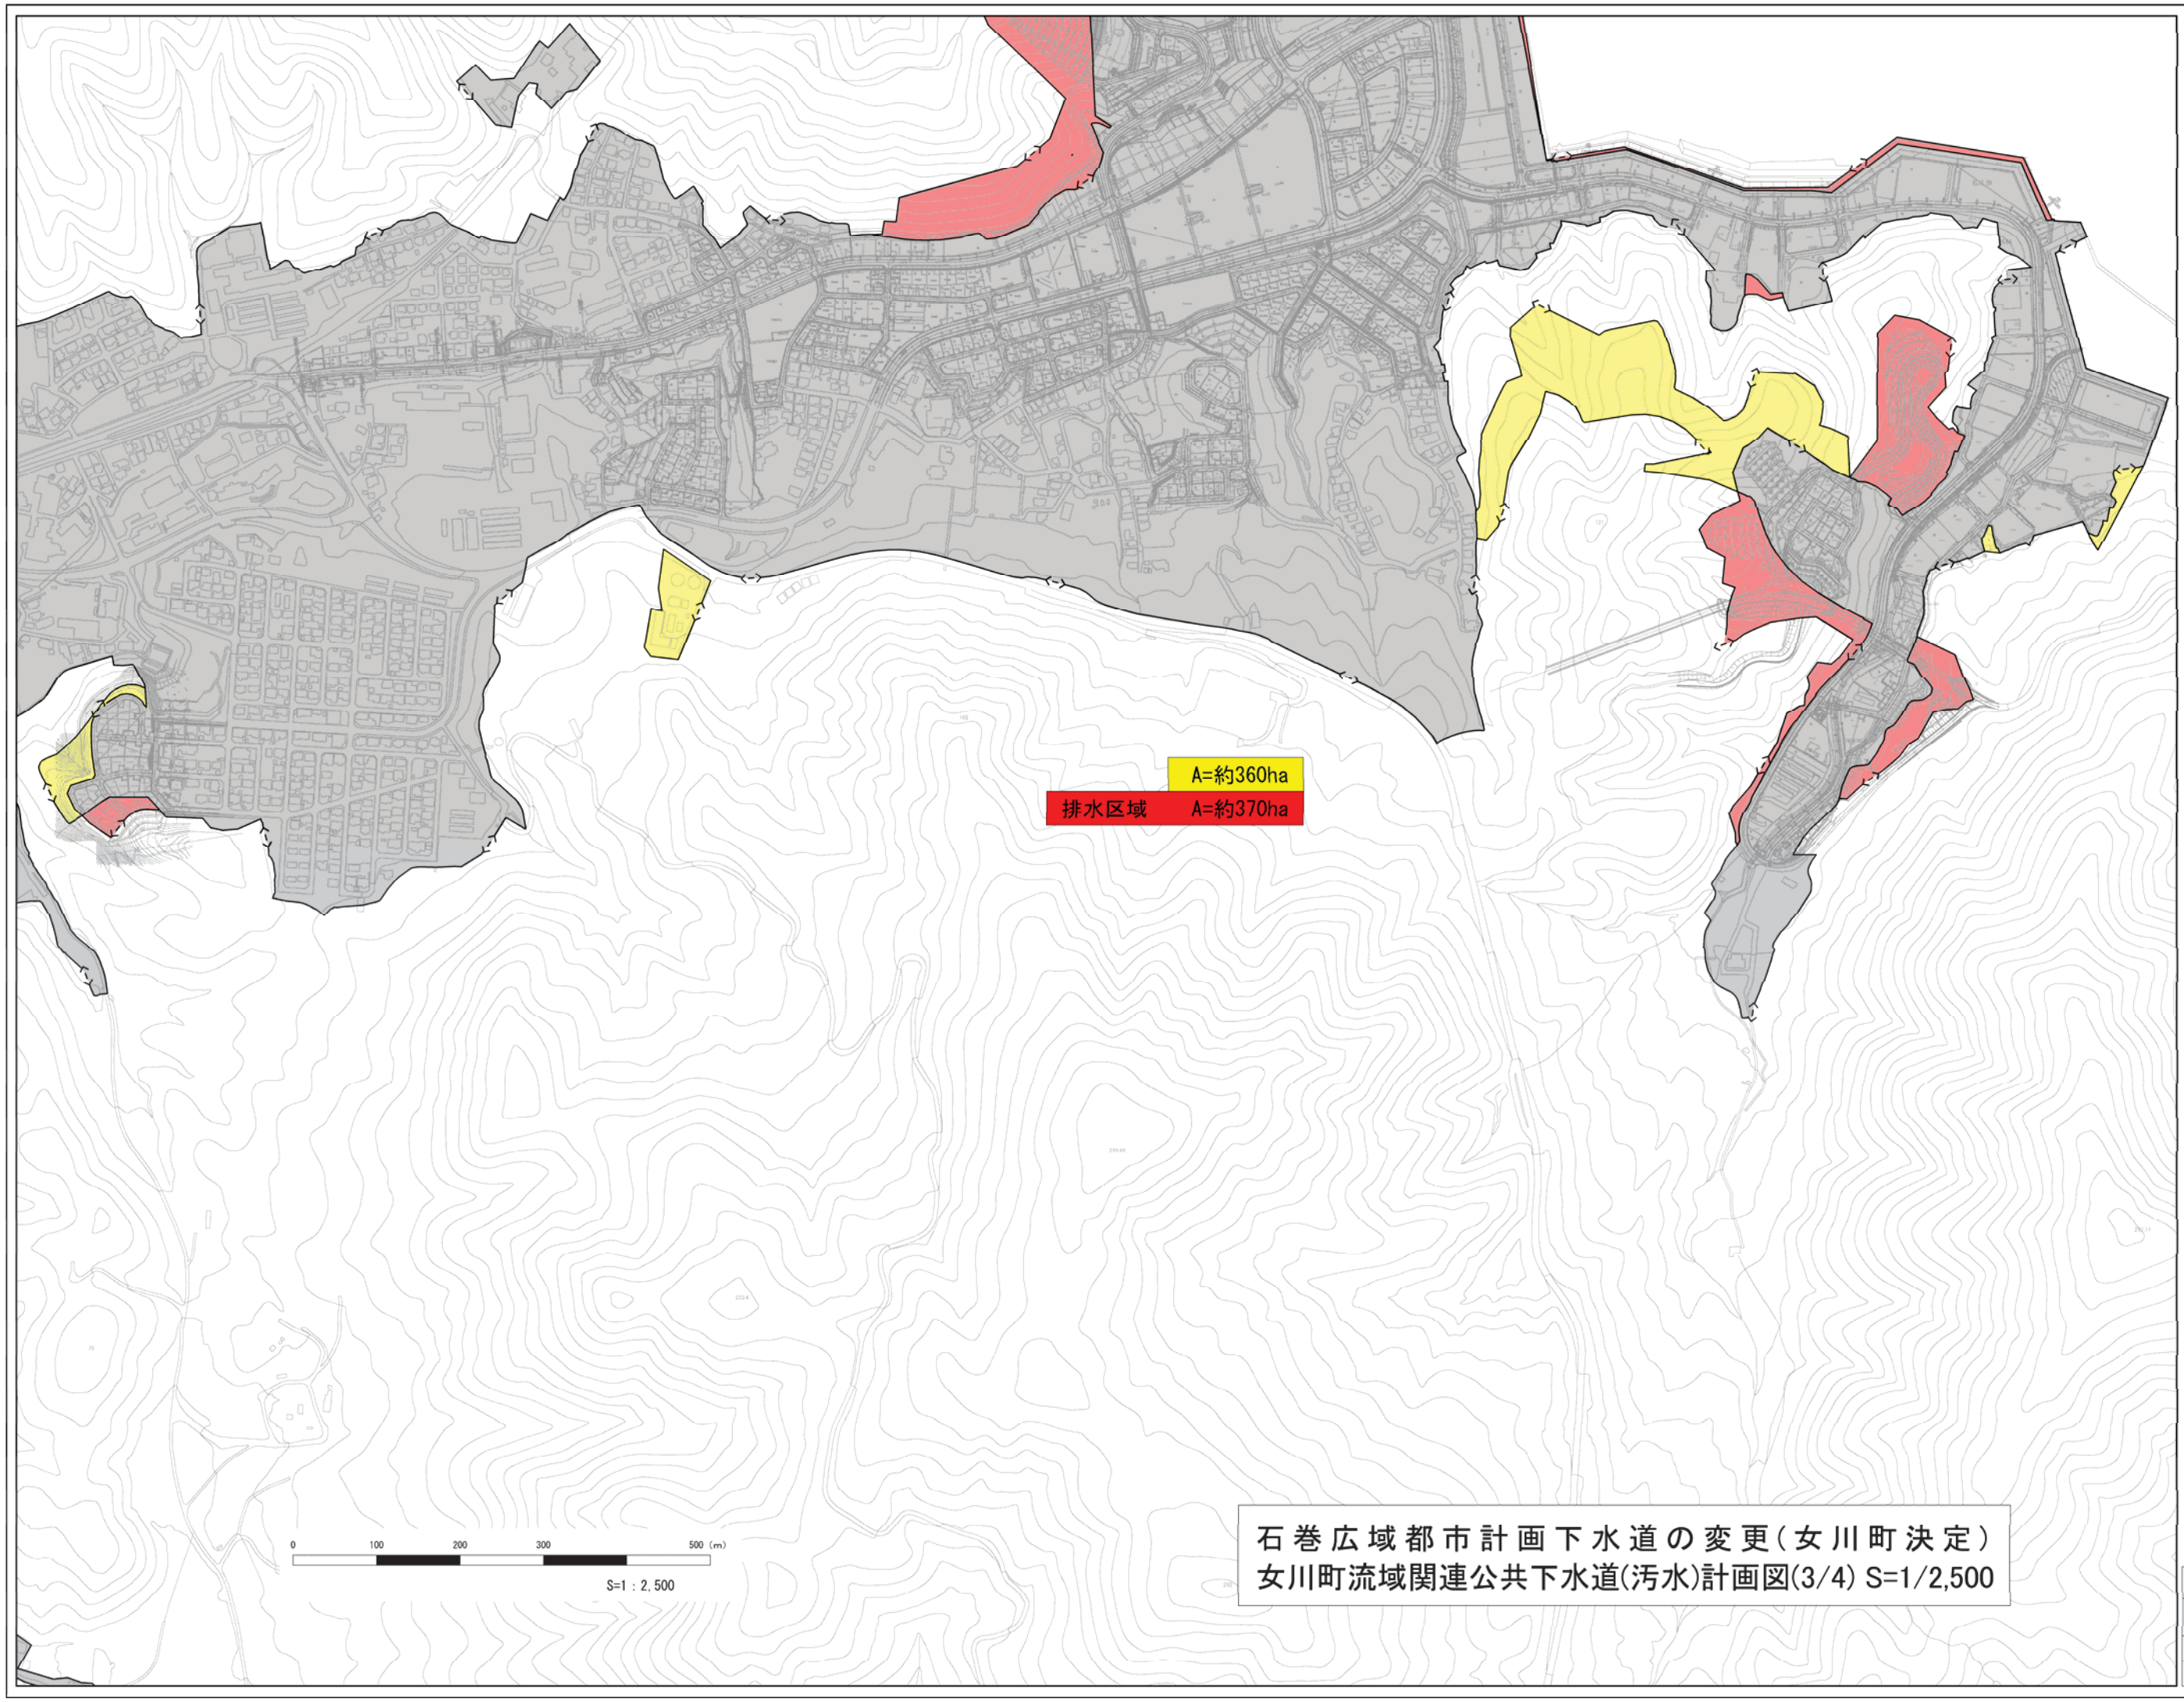 A=約360ha
排水区域 A=約370ha
0 100 200 300 500 (m)
S=1 : 2,500
石巻広域都市計画下水道の変更(女川町決定)
女川町流域関連公共下水道(汚水)計画図(3/4) S=1/2,500